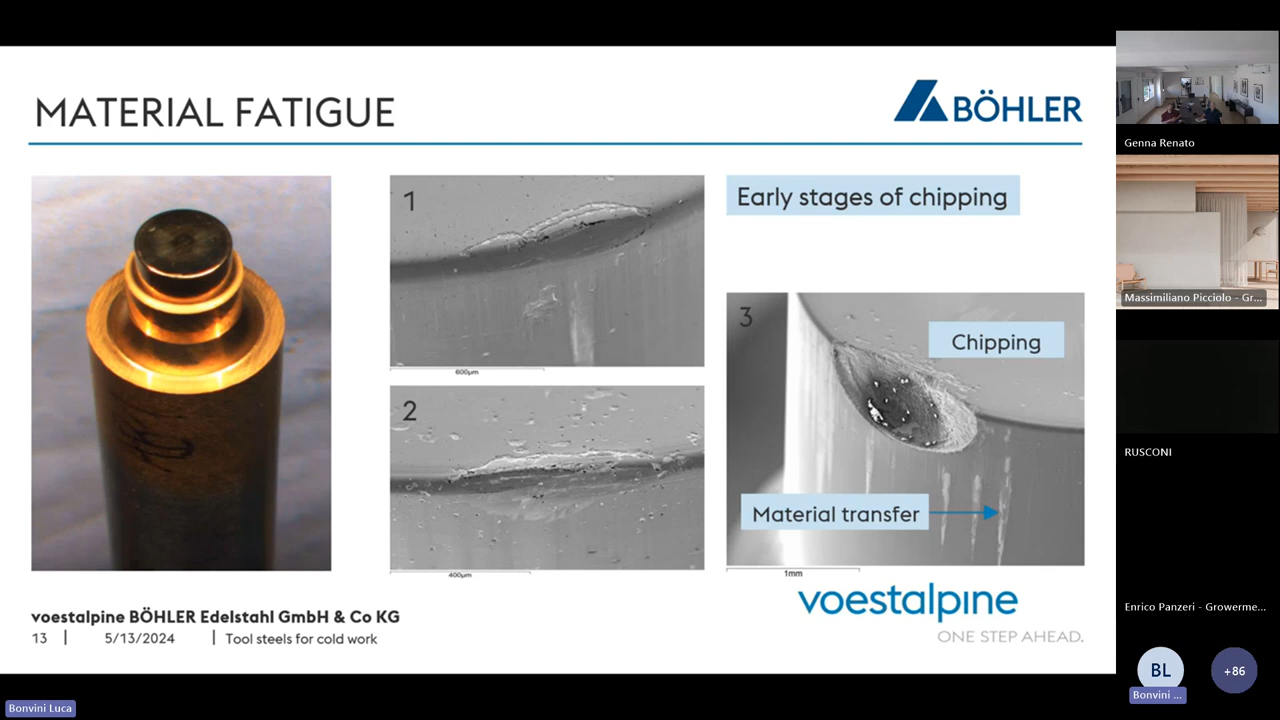 MATERIAL FATIGUE
BÖHLER
1
2
Early stages of chipping
3
Chipping
Material transfer
600µm
400µm
1mm
voestalpine
ONE STEP AHEAD.
voestalpine BÖHLER Edelstahl GmbH & Co KG
13 | 5/13/2024 | Tool steels for cold work
Genna Renato
Massimiliano Picciolo - Gr...
RUSCONI
Enrico Panzeri - Growerme...
BL
+86
Bonvini ...
Bonvini Luca